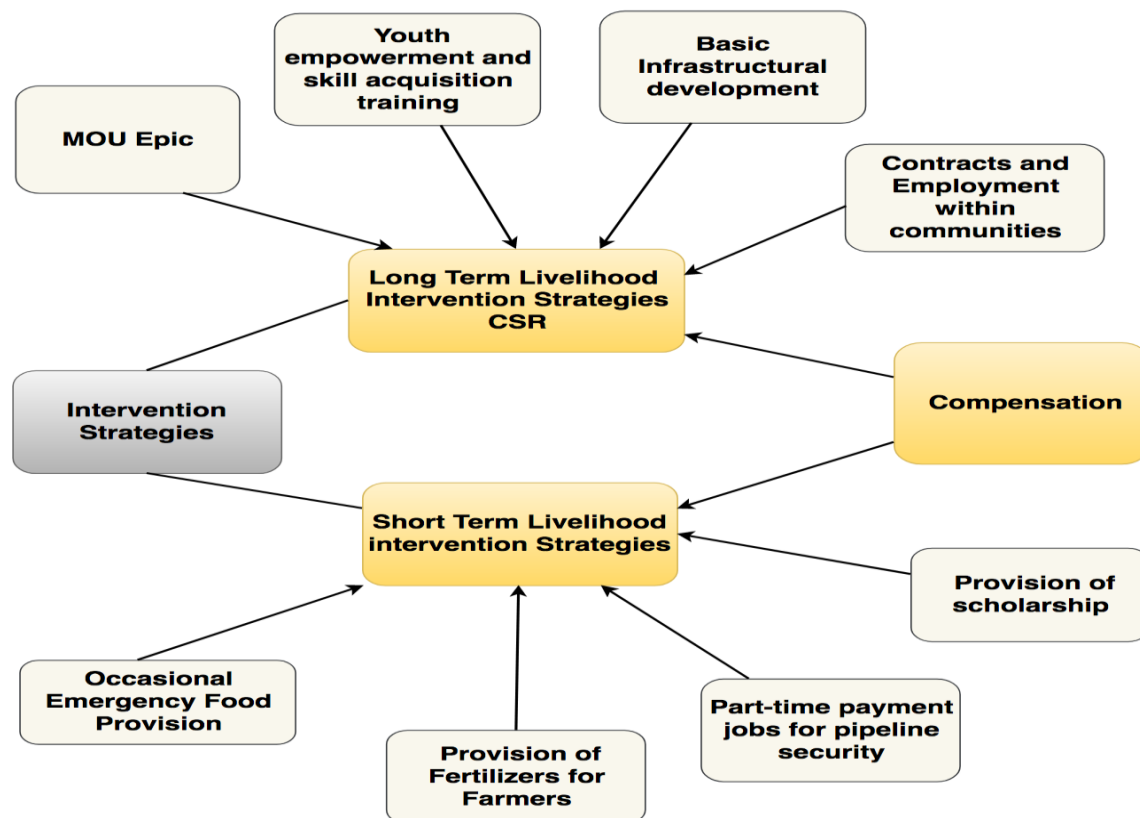 Youth
empowerment and
skill acquisition
training
Basic
Infrastructural
development
MOU Epic
Contracts and
Employment
within
communities
Long Term Livelihood
Intervention Strategies
CSR
Intervention
Strategies
Compensation
Short Term Livelihood
intervention Strategies
Provision of
scholarship
Occasional
Emergency Food
Provision
Part-time payment
jobs for pipeline
security
Provision of
Fertilizers for
Farmers